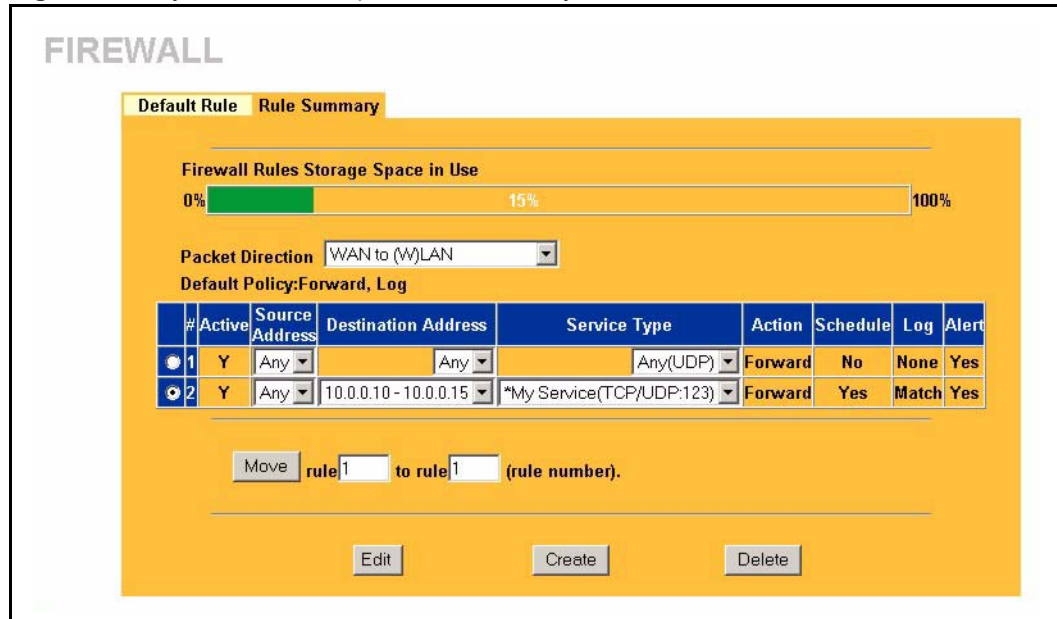 FIREWALL
Default Rule Rule Summary
Firewall Rules Storage Space in Use
0% 15% 100%
Packet Direction WAN to (W)LAN
Default Policy:Forward, Log
# Active Source Address Destination Address Service Type Action Schedule Log Alert
1 Y Any Any Any(UDP) Forward No None Yes
2 Y Any 10.0.0.10 - 10.0.0.15 *My Service(TCP/UDP:123) Forward Yes Match Yes
Move rule 1 to rule 1 (rule number).
Edit Create Delete